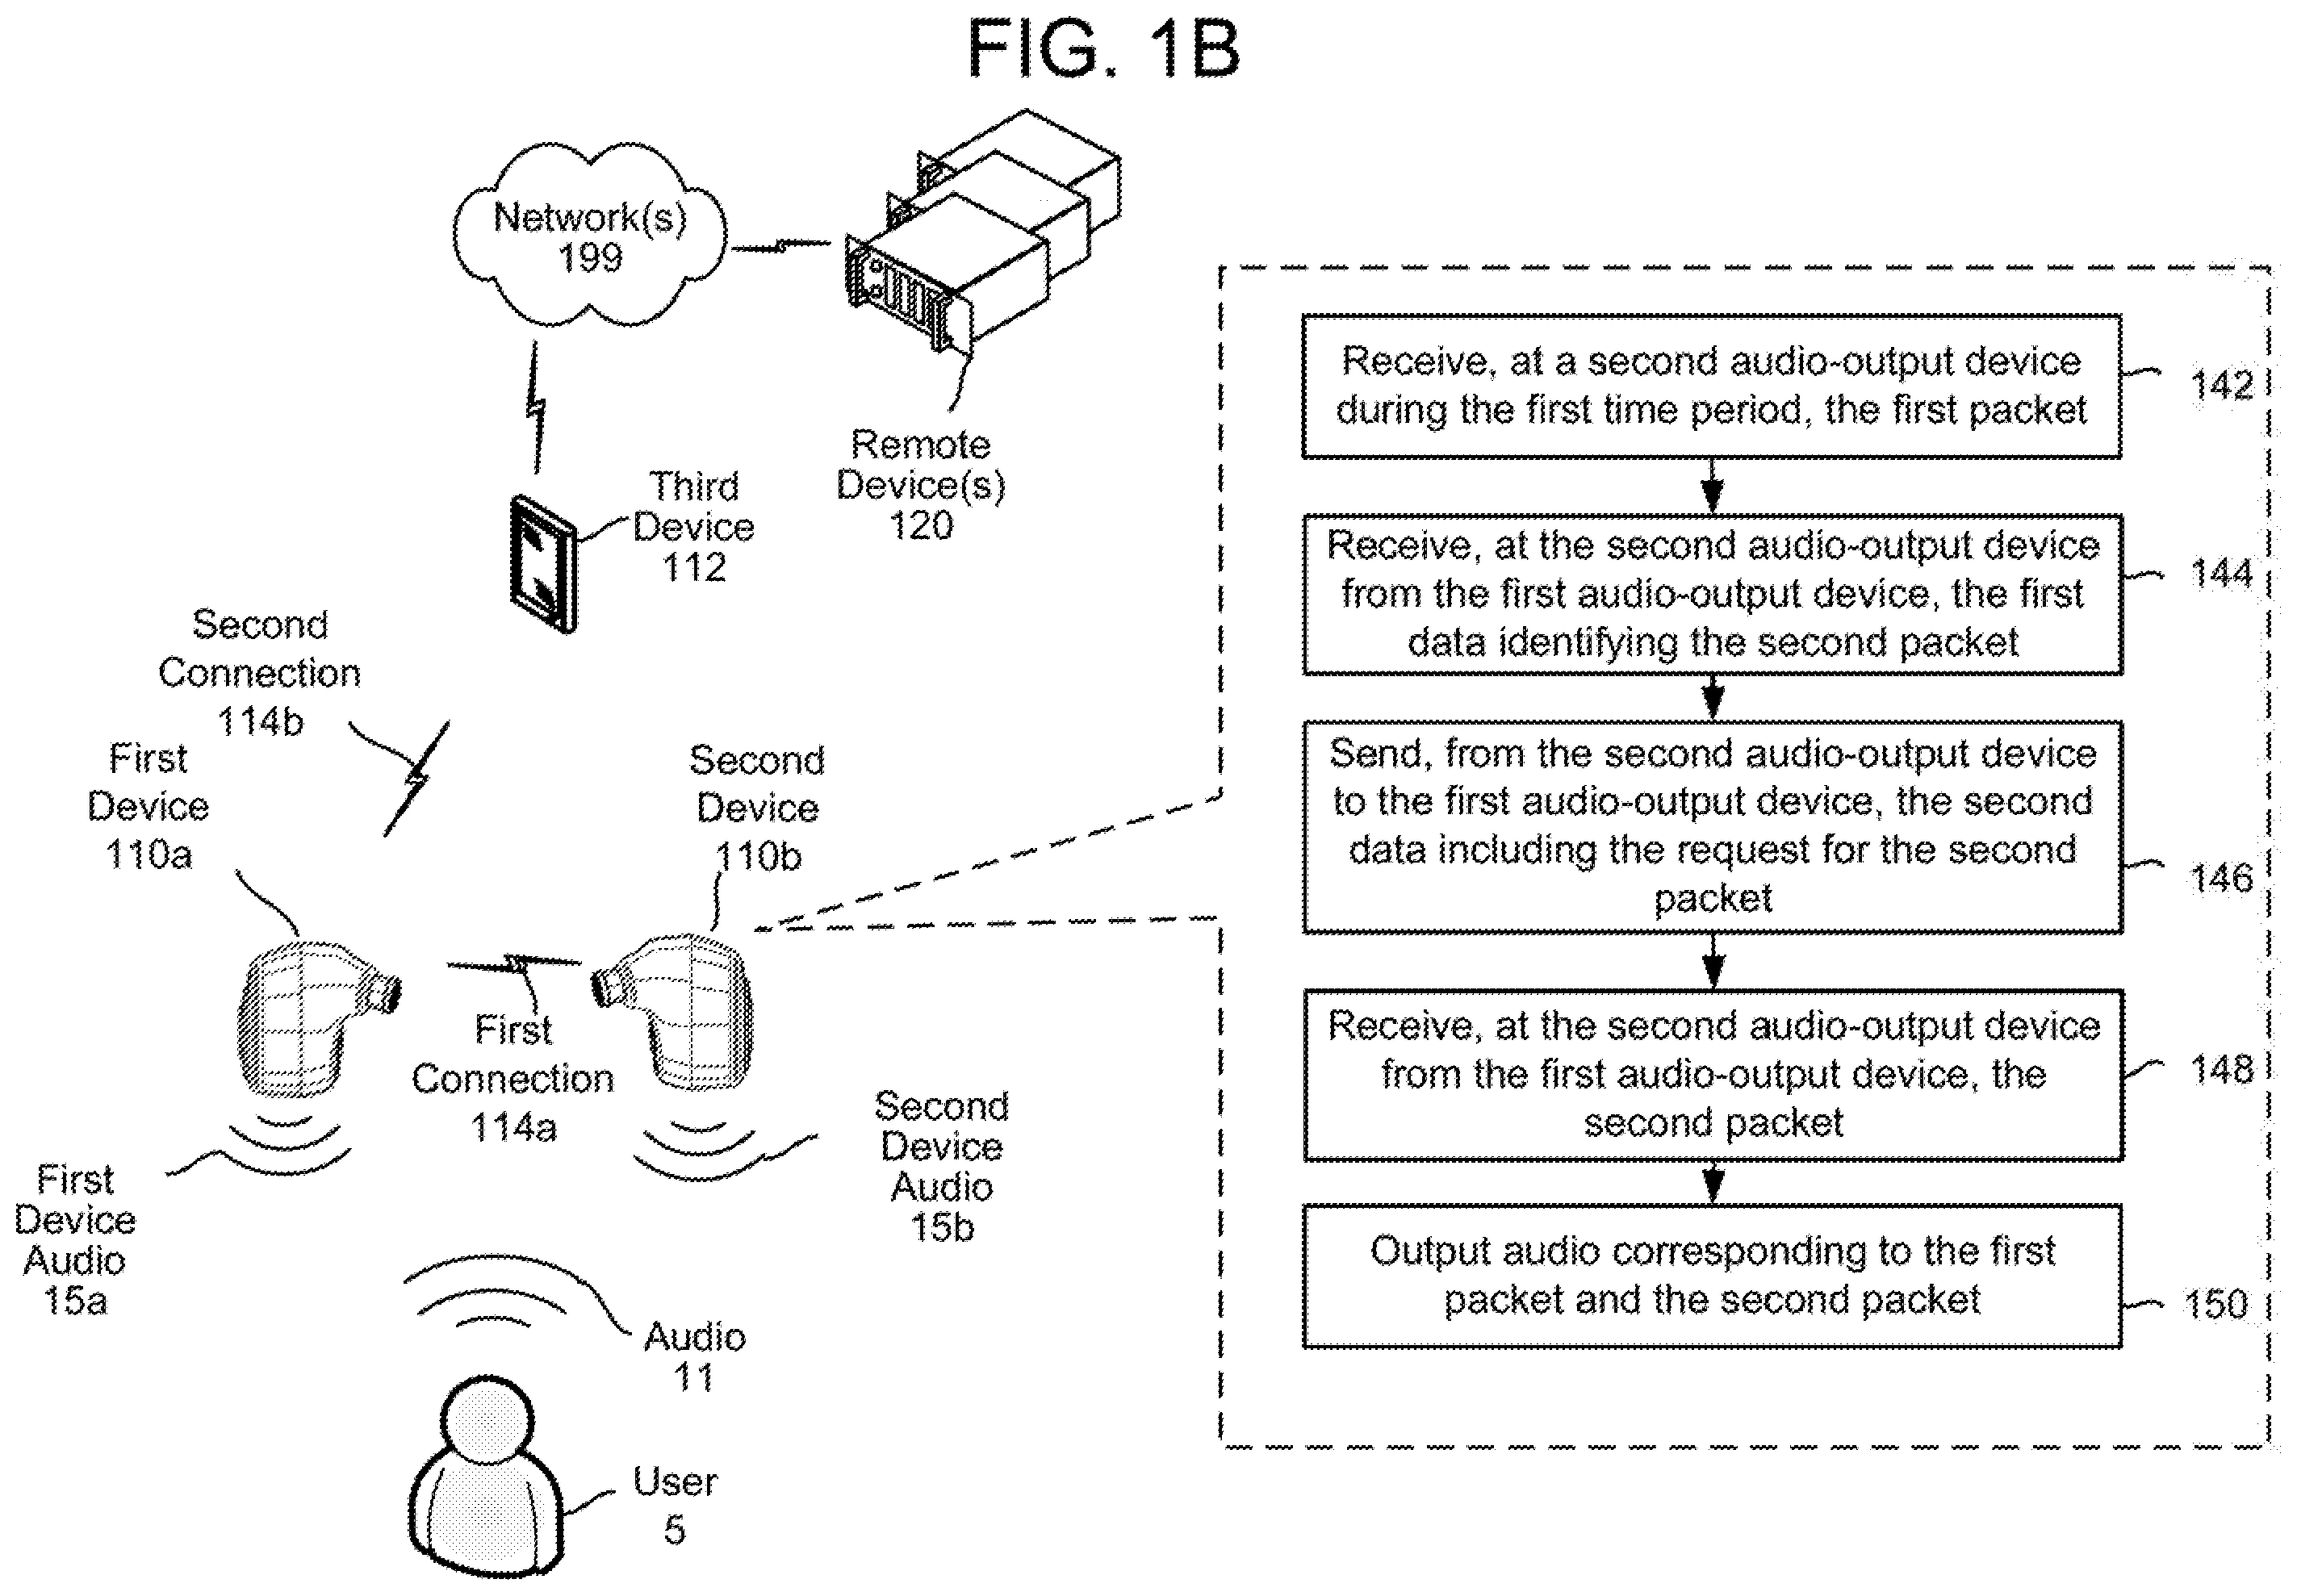 FIG. 1B
Network(s)
199
Remote
Device(s)
120
Third
Device
112
Second
Connection
114b
First
Device
110a
Second
Device
110b
First
Connection
114a
First
Device
Audio
15a
Second
Device
Audio
15b
Audio
11
User
5
Receive, at a second audio-output device
during the first time period, the first packet
142
Receive, at the second audio-output device
from the first audio-output device, the first
data identifying the second packet
144
Send, from the second audio-output device
to the first audio-output device, the second
data including the request for the second
packet
146
Receive, at the second audio-output device
from the first audio-output device, the
second packet
148
Output audio corresponding to the first
packet and the second packet
150